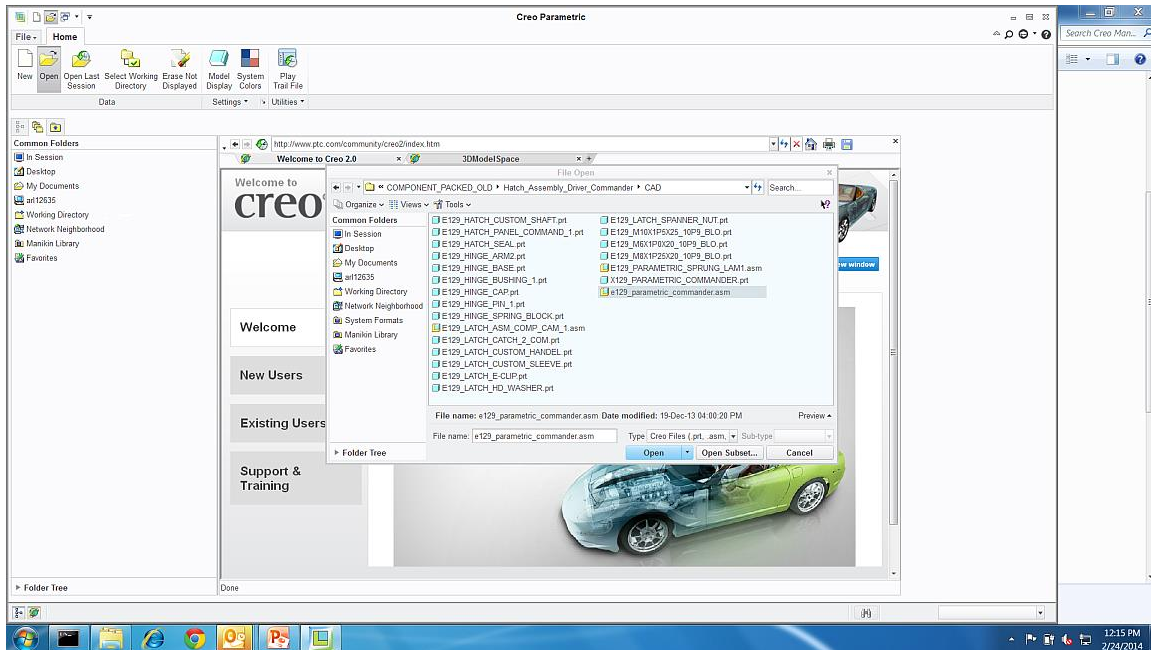 Creo Parametric
File
Home
Search Creo Man...
New
Open
Open Last Session
Select Working Directory
Erase Not Displayed
Model Display
System Colors
Play Trail File
Data
Settings
Utilities
Common Folders
In Session
Desktop
My Documents
arl12635
Working Directory
Network Neighborhood
Manikin Library
Favorites
Folder Tree
http://www.ptc.com/community/creo2/index.htm
Welcome to Creo 2.0
3DModelSpace
Welcome to
creo
Welcome
New Users
Existing Users
Support &
Training
w window
File Open
COMPONENT_PACKED_OLD
Hatch_Assembly_Driver_Commander
CAD
Search...
Organize
Views
Tools
Common Folders
In Session
Desktop
My Documents
arl12635
Working Directory
Network Neighborhood
System Formats
Manikin Library
Favorites
Folder Tree
E129_HATCH_CUSTOM_SHAFT.prt
E129_HATCH_PANEL_COMMAND_1.prt
E129_HATCH_SEAL.prt
E129_HINGE_ARM2.prt
E129_HINGE_BASE.prt
E129_HINGE_BUSHING_1.prt
E129_HINGE_CAP.prt
E129_HINGE_PIN_1.prt
E129_HINGE_SPRING_BLOCK.prt
E129_LATCH_ASM_COMP_CAM_1.asm
E129_LATCH_CATCH_2_COM.prt
E129_LATCH_CUSTOM_HANDEL.prt
E129_LATCH_CUSTOM_SLEEVE.prt
E129_LATCH_E-CLIP.prt
E129_LATCH_HD_WASHER.prt
E129_LATCH_SPANNER_NUT.prt
E129_M10X1P5X25_10P9_BLO.prt
E129_M6X1P0X20_10P9_BLO.prt
E129_M8X1P25X20_10P9_BLO.prt
E129_PARAMETRIC_SPRUNG_LAM1.asm
X129_PARAMETRIC_COMMANDER.prt
e129_parametric_commander.asm
File name: e129_parametric_commander.asm Date modified: 19-Dec-13 04:00:20 PM
Preview
File name: e129_parametric_commander.asm
Type Creo Files (.prt, .asm,
Sub-type
Open
Open Subset...
Cancel
Done
12:15 PM
2/24/2014